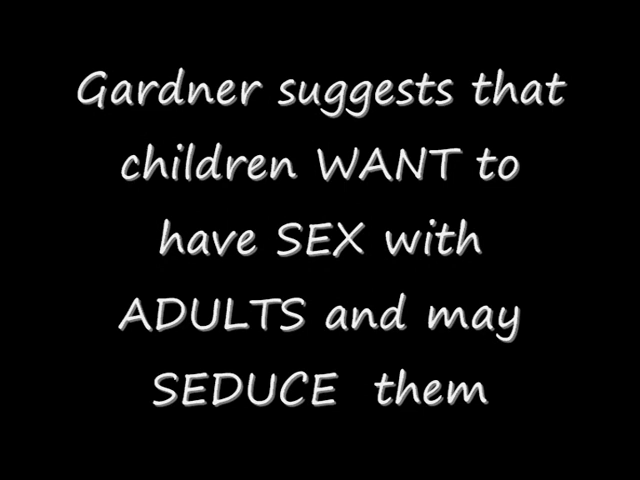 Gardner suggests that
children WANT to
have SEX with
ADULTS and may
SEDUCE them